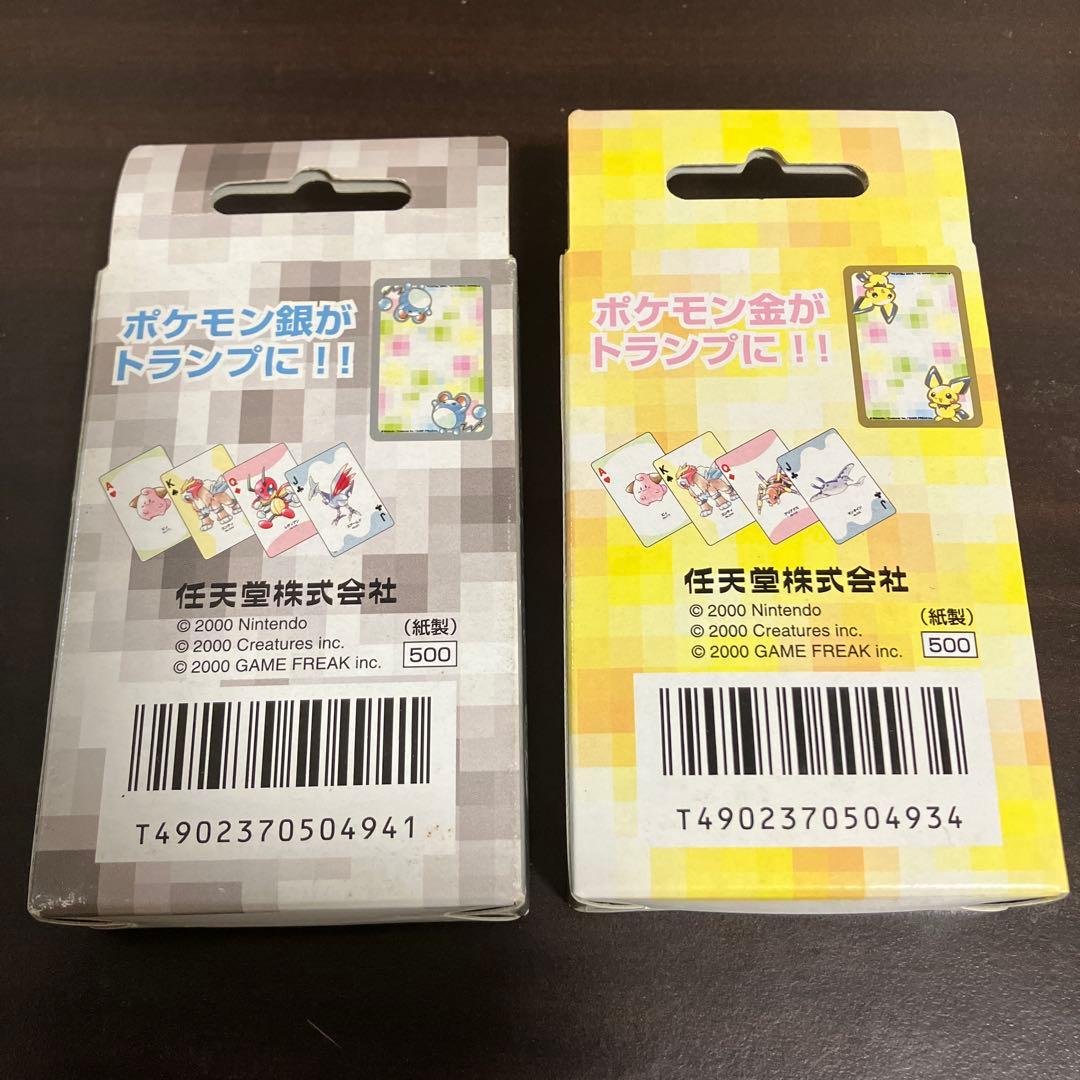 ポケモン銀が
トランプに!!
A
K
Q
J
J
任天堂株式会社
© 2000 Nintendo
© 2000 Creatures inc.
© 2000 GAME FREAK inc.
(紙製)
500
T4902370504941
ポケモン金が
トランプに!!
A
K
Q
J
任天堂株式会社
© 2000 Nintendo
© 2000 Creatures inc.
© 2000 GAME FREAK inc.
(紙製)
500
T4902370504934